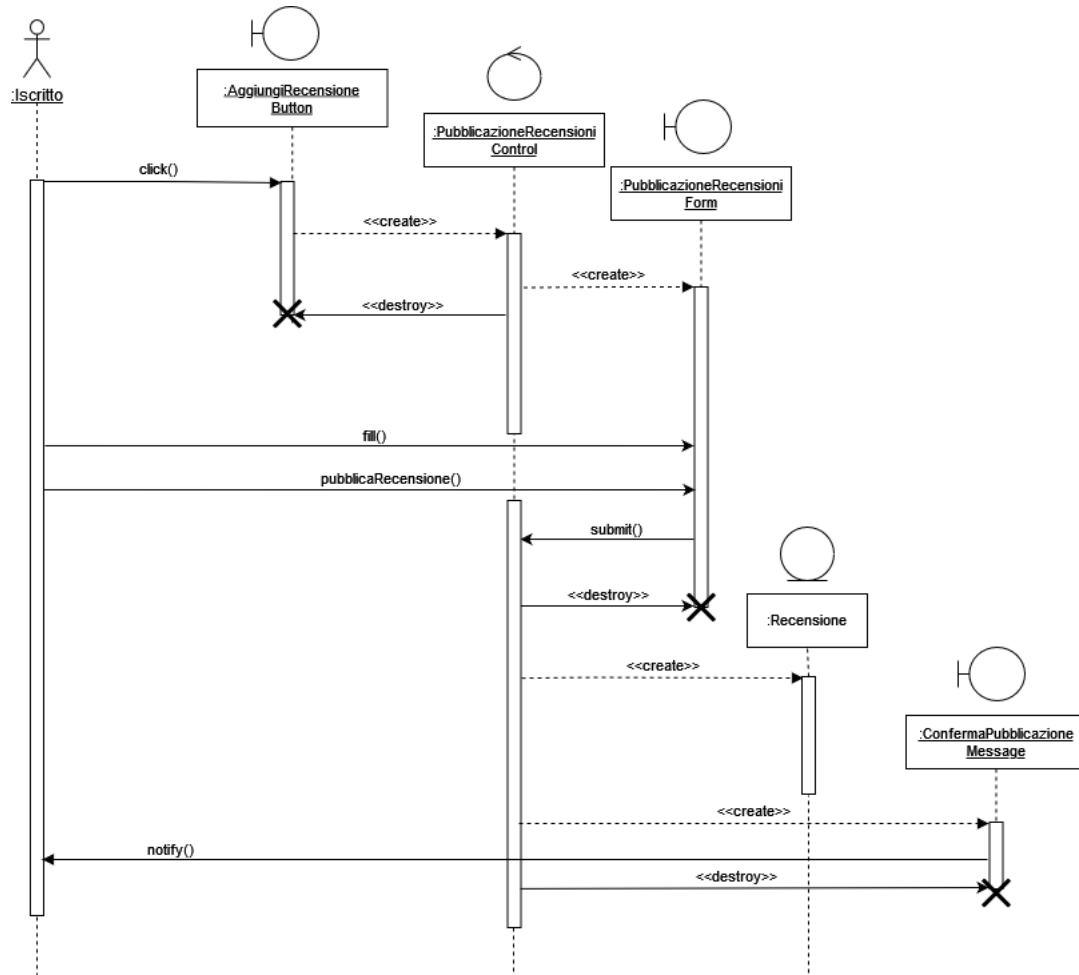 :Iscritto
:AggiungiRecensione
Button
:PubblicazioneRecensioni
Control
:PubblicazioneRecensioni
Form
click()
<<create>>
<<create>>
<<destroy>>
fill()
pubblicaRecensione()
submit()
<<destroy>>
:Recensione
<<create>>
:ConfermaPubblicazione
Message
<<create>>
notify()
<<destroy>>